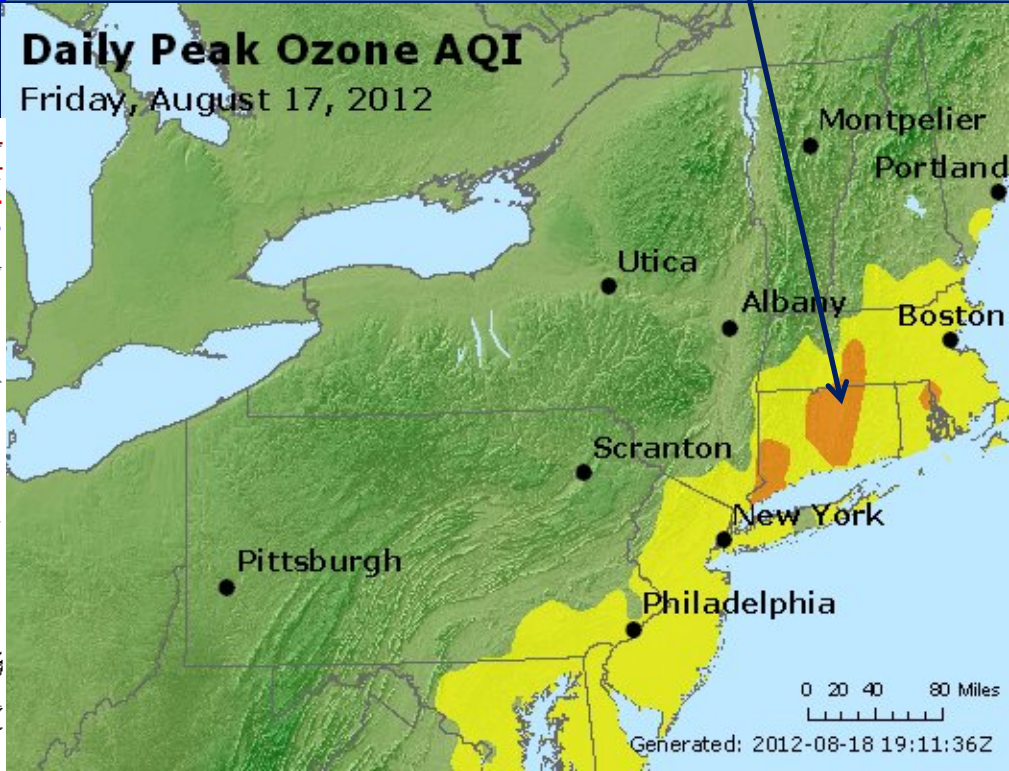 Daily Peak Ozone AQI
Friday, August 17, 2012
Montpelier
Portland
Utica
Albany
Boston
Scranton
New York
Pittsburgh
Philadelphia
0 20 40 80 Miles
Generated: 2012-08-18 19:11:36Z